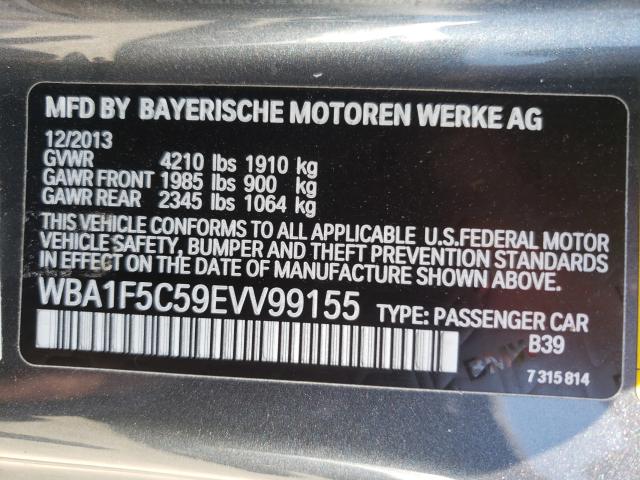 MFD BY BAYERISCHE MOTOREN WERKE AG
12/2013
GVWR 4210 lbs 1910 kg
GAWR FRONT 1985 lbs 900 kg
GAWR REAR 2345 lbs 1064 kg
THIS VEHICLE CONFORMS TO ALL APPLICABLE U.S.FEDERAL MOTOR
VEHICLE SAFETY, BUMPER AND THEFT PREVENTION STANDARDS
IN EFFECT ON THE DATE OF MANUFACTURE SHOWN ABOVE.
WBA1F5C59EVV99155 TYPE: PASSENGER CAR
B39
7 315 814